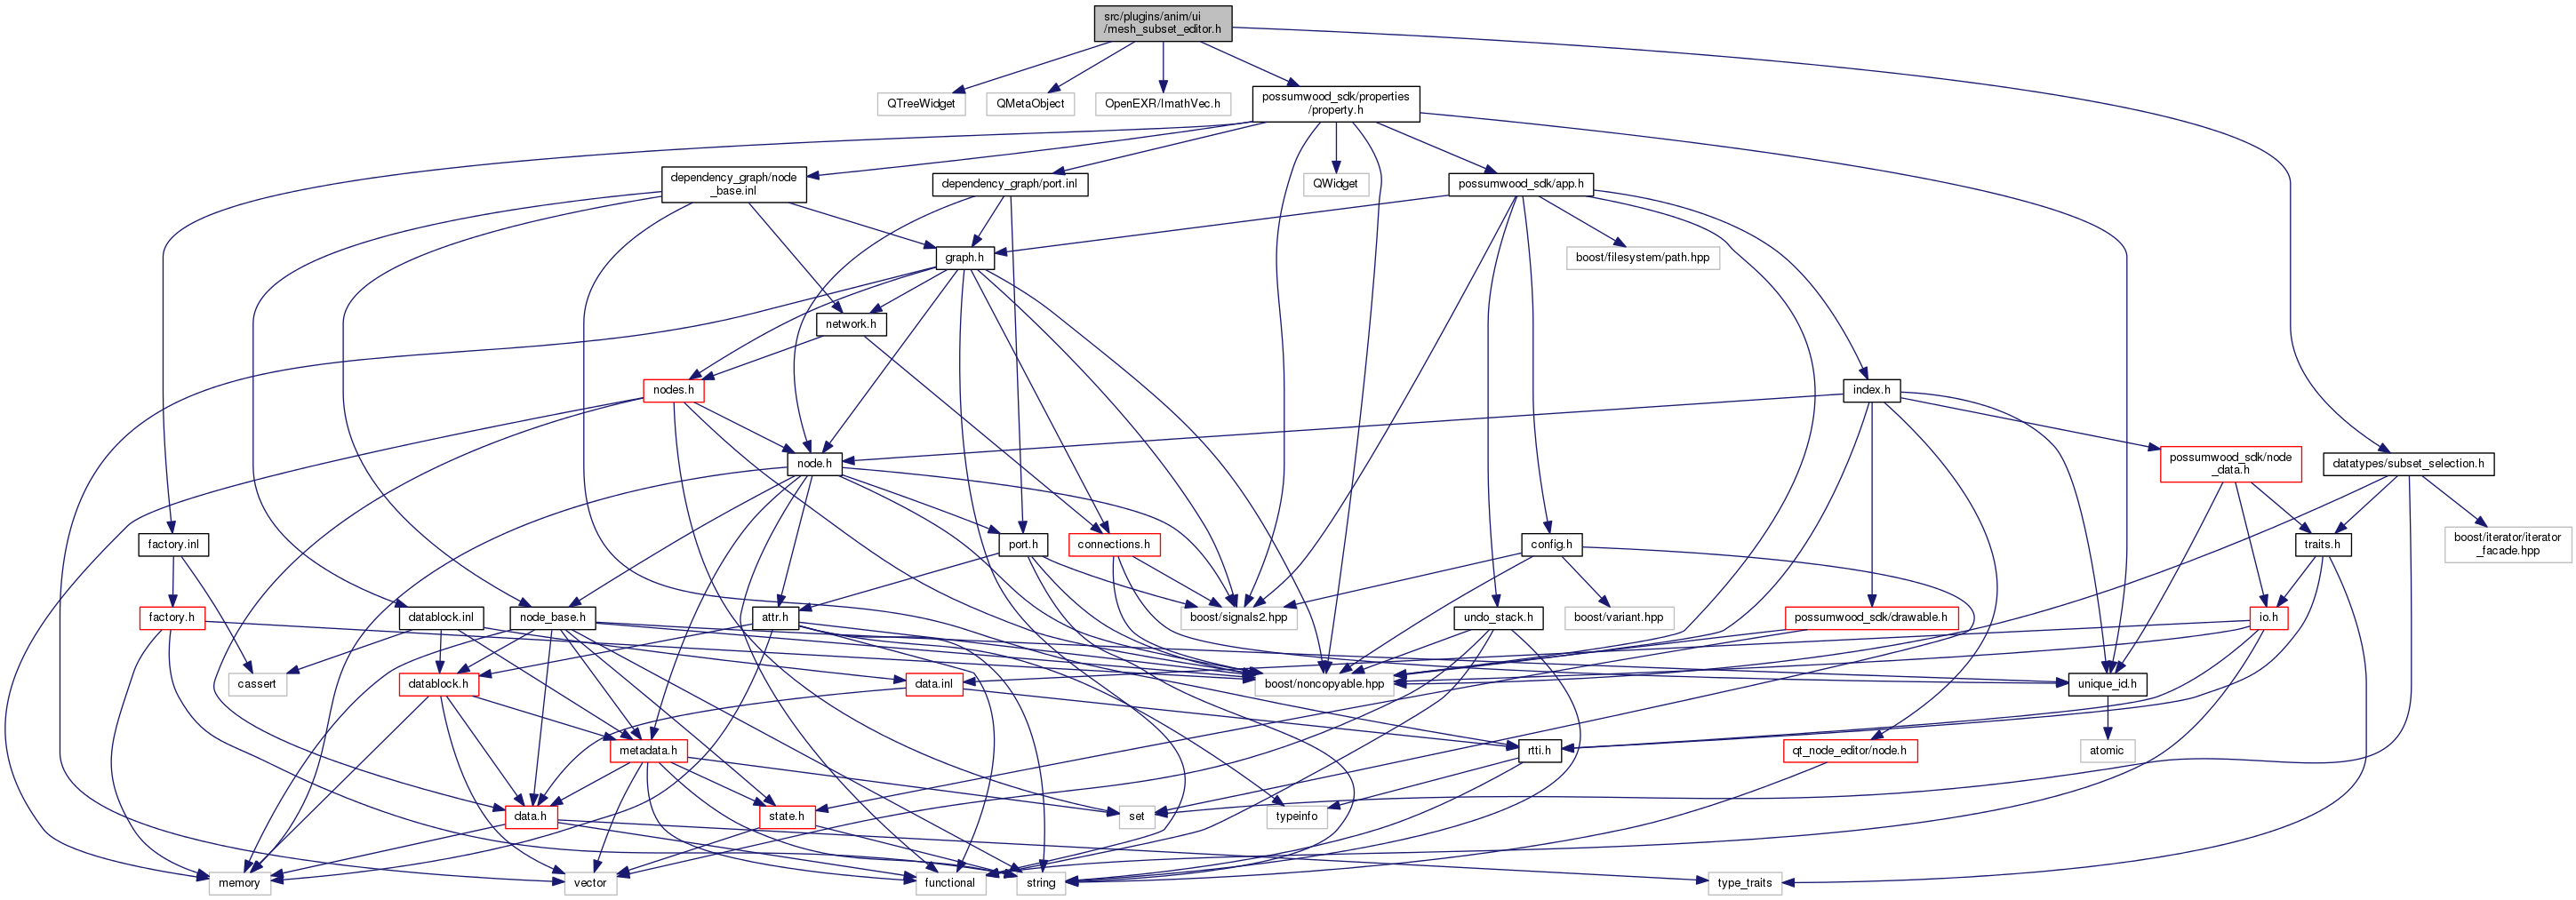 src/plugins/anim/ui
/mesh_subset_editor.h
QTreeWidget
QMetaObject
OpenEXR/ImathVec.h
possumwood_sdk/properties
/property.h
dependency_graph/node
_base.inl
dependency_graph/port.inl
QWidget
possumwood_sdk/app.h
graph.h
boost/filesystem/path.hpp
network.h
nodes.h
index.h
node.h
possumwood_sdk/node
_data.h
datatypes/subset_selection.h
factory.inl
port.h
connections.h
config.h
traits.h
boost/iterator/iterator
_facade.hpp
factory.h
datablock.inl
node_base.h
attr.h
boost/signals2.hpp
undo_stack.h
boost/variant.hpp
possumwood_sdk/drawable.h
io.h
cassert
datablock.h
data.inl
boost/noncopyable.hpp
unique_id.h
metadata.h
rtti.h
qt_node_editor/node.h
atomic
data.h
state.h
set
typeinfo
memory
vector
functional
string
type_traits